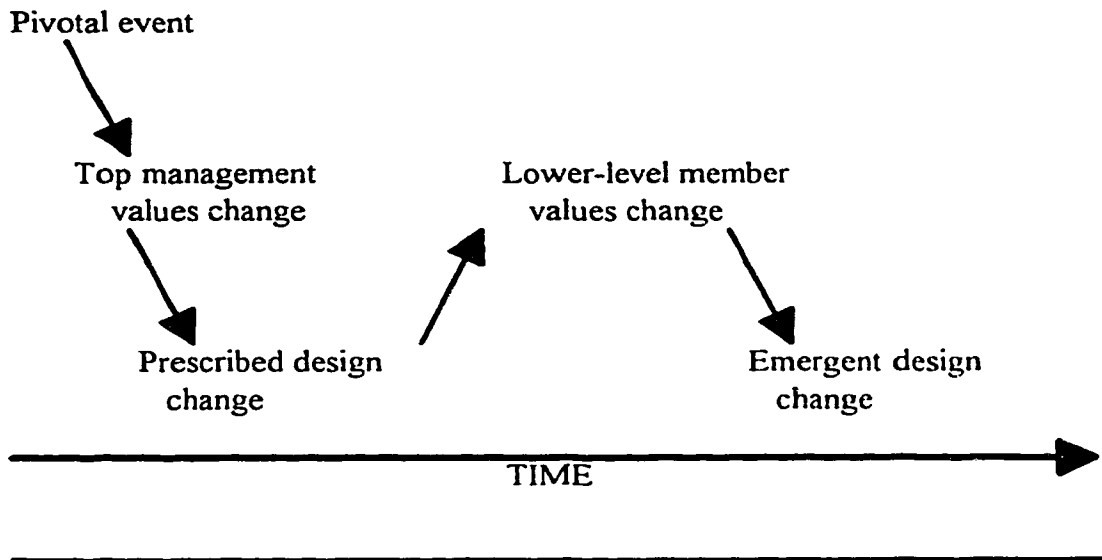 Pivotal event
Top management
values change
Lower-level member
values change
Prescribed design
change
Emergent design
change
TIME